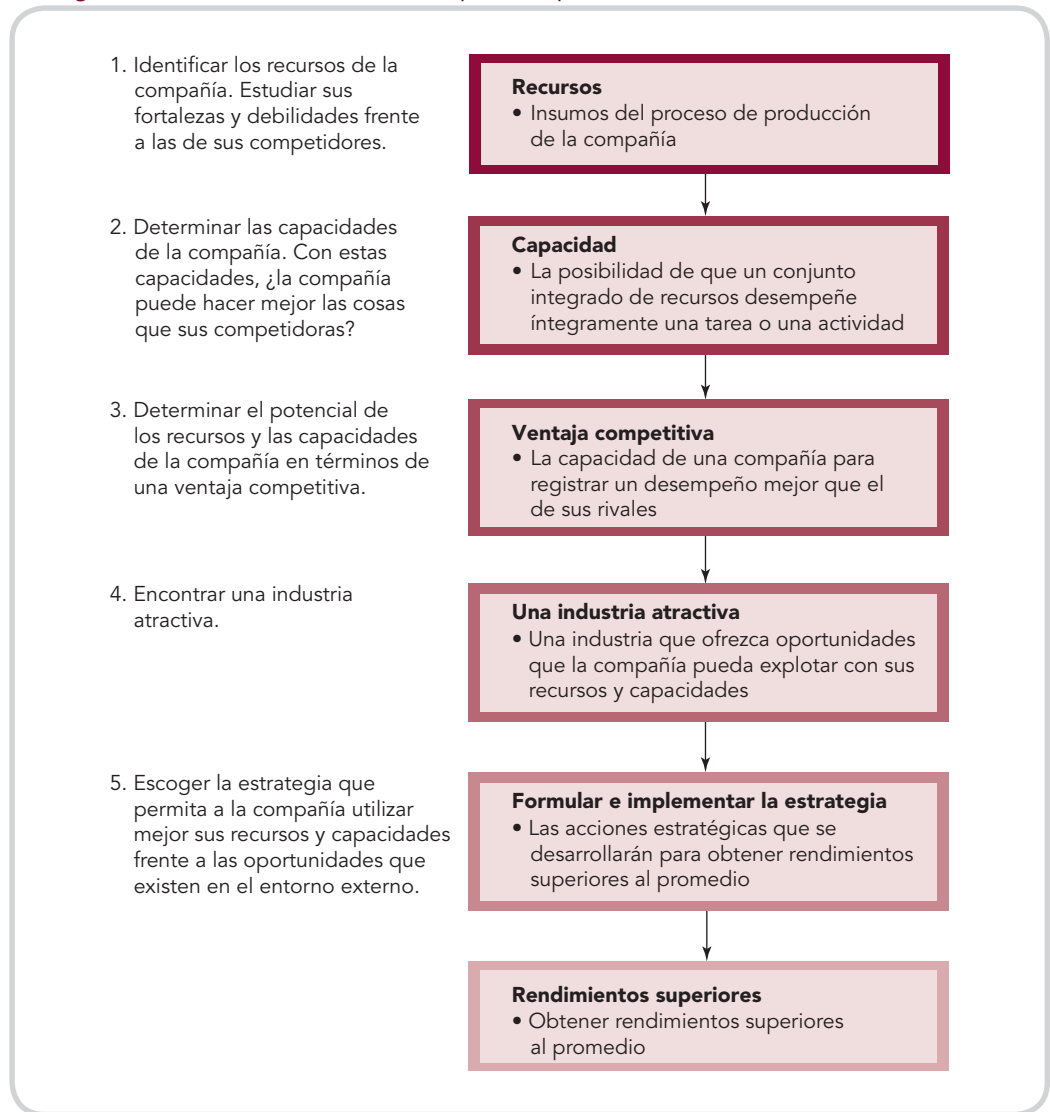 1. Identificar los recursos de la
compañía. Estudiar sus
fortalezas y debilidades frente
a las de sus competidores.
Recursos
• Insumos del proceso de producción
de la compañía
2. Determinar las capacidades
de la compañía. Con estas
capacidades, ¿la compañía
puede hacer mejor las cosas
que sus competidoras?
Capacidad
• La posibilidad de que un conjunto
integrado de recursos desempeñe
íntegramente una tarea o una actividad
3. Determinar el potencial de
los recursos y las capacidades
de la compañía en términos de
una ventaja competitiva.
Ventaja competitiva
• La capacidad de una compañía para
registrar un desempeño mejor que el
de sus rivales
4. Encontrar una industria
atractiva.
Una industria atractiva
• Una industria que ofrezca oportunidades
que la compañía pueda explotar con sus
recursos y capacidades
5. Escoger la estrategia que
permita a la compañía utilizar
mejor sus recursos y capacidades
frente a las oportunidades que
existen en el entorno externo.
Formular e implementar la estrategia
• Las acciones estratégicas que se
desarrollarán para obtener rendimientos
superiores al promedio
Rendimientos superiores
• Obtener rendimientos superiores
al promedio